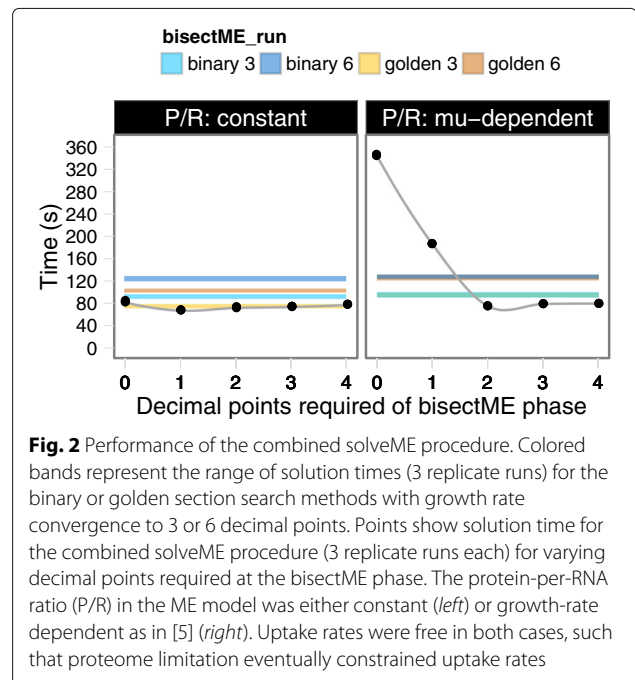 bisectME_run
binary 3 binary 6 golden 3 golden 6
P/R: constant P/R: mu−dependent
360
320
280
240
200
160
120
80
40
0
Time (s)
0 1 2 3 4 0 1 2 3 4
Decimal points required of bisectME phase
Fig. 2 Performance of the combined solveME procedure. Colored
bands represent the range of solution times (3 replicate runs) for the
binary or golden section search methods with growth rate
convergence to 3 or 6 decimal points. Points show solution time for
the combined solveME procedure (3 replicate runs each) for varying
decimal points required at the bisectME phase. The protein-per-RNA
ratio (P/R) in the ME model was either constant (left) or growth-rate
dependent as in [5] (right). Uptake rates were free in both cases, such
that proteome limitation eventually constrained uptake rates